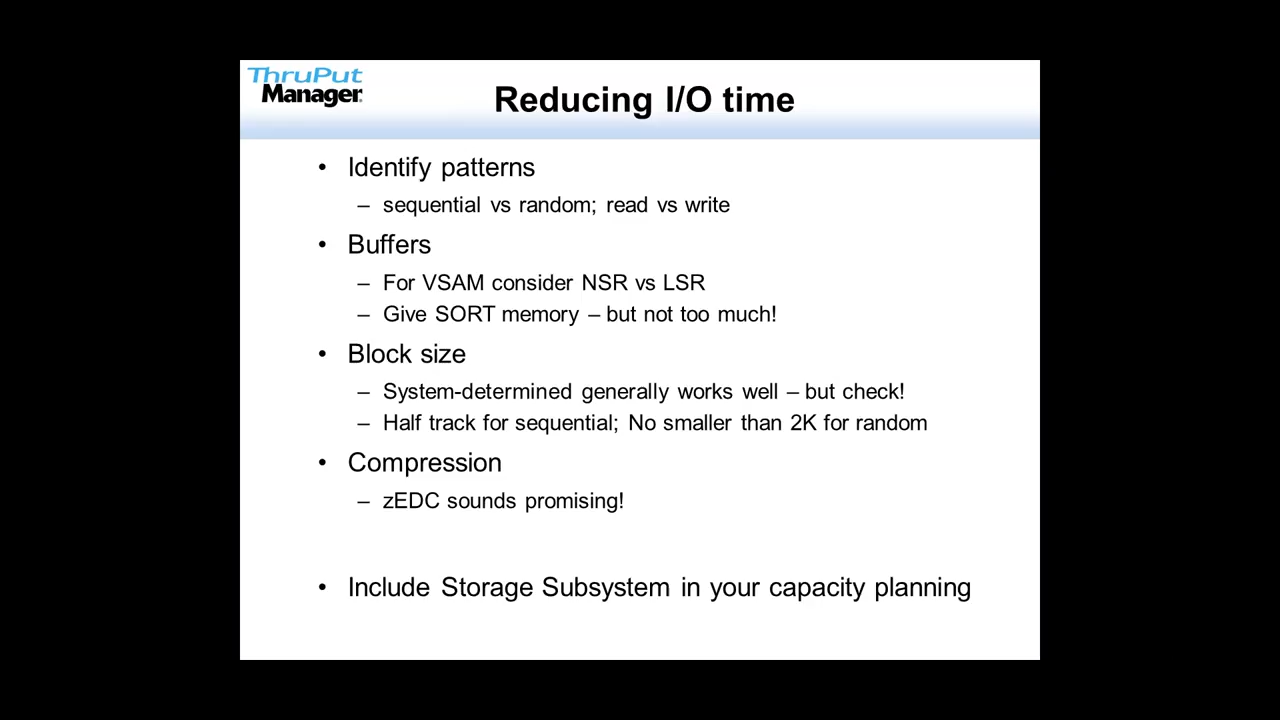 ThruPut
Manager®
Reducing I/O time
• Identify patterns
– sequential vs random; read vs write
• Buffers
– For VSAM consider NSR vs LSR
– Give SORT memory – but not too much!
• Block size
– System-determined generally works well – but check!
– Half track for sequential; No smaller than 2K for random
• Compression
– zEDC sounds promising!
• Include Storage Subsystem in your capacity planning